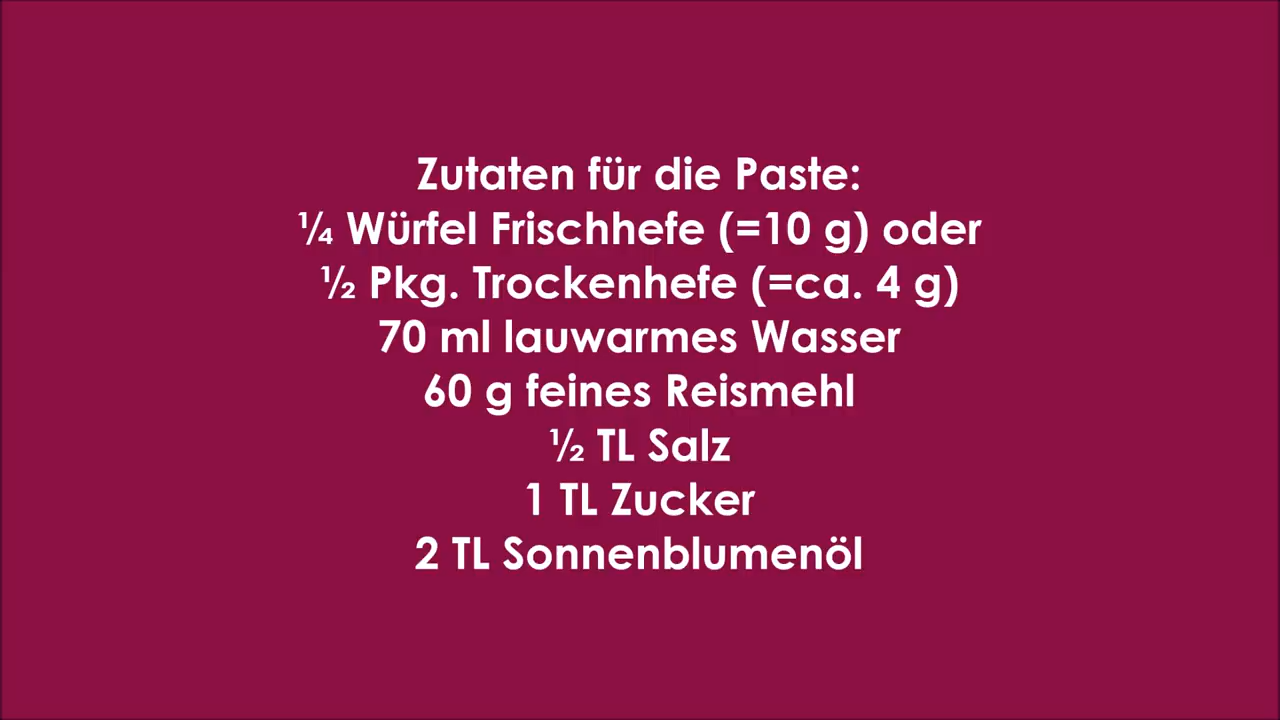 Zutaten für die Paste:
¼ Würfel Frischhefe (=10 g) oder
½ Pkg. Trockenhefe (=ca. 4 g)
70 ml lauwarmes Wasser
60 g feines Reismehl
½ TL Salz
1 TL Zucker
2 TL Sonnenblumenöl